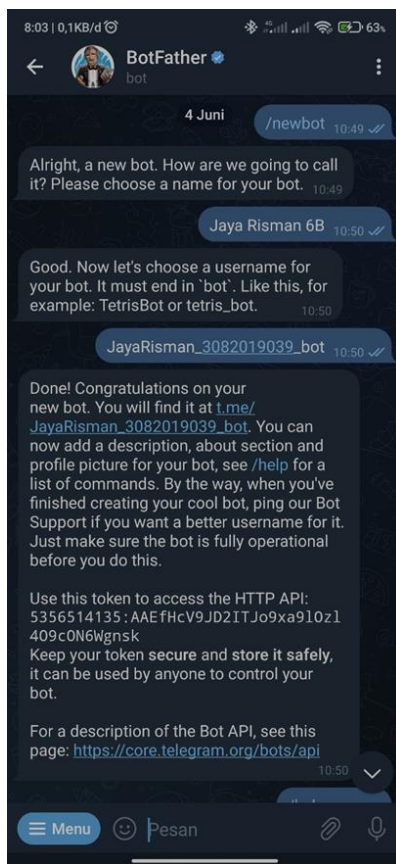 8:03 | 0,1KB/d
4G
63%
BotFather
bot
4 Juni
/newbot 10:49
Alright, a new bot. How are we going to call
it? Please choose a name for your bot. 10:49
Jaya Risman 6B 10:50
Good. Now let's choose a username for
your bot. It must end in `bot`. Like this, for
example: TetrisBot or tetris_bot. 10:50
JayaRisman_3082019039_bot 10:50
Done! Congratulations on your
new bot. You will find it at t.me/
JayaRisman_3082019039_bot. You can
now add a description, about section and
profile picture for your bot, see /help for a
list of commands. By the way, when you've
finished creating your cool bot, ping our Bot
Support if you want a better username for it.
Just make sure the bot is fully operational
before you do this.
Use this token to access the HTTP API:
5356514135:AAEfHcV9JD2ITJo9xa9lOzl
4O9cON6Wgnsk
Keep your token secure and store it safely,
it can be used by anyone to control your
bot.
For a description of the Bot API, see this
page: https://core.telegram.org/bots/api
10:50
Menu
Pesan